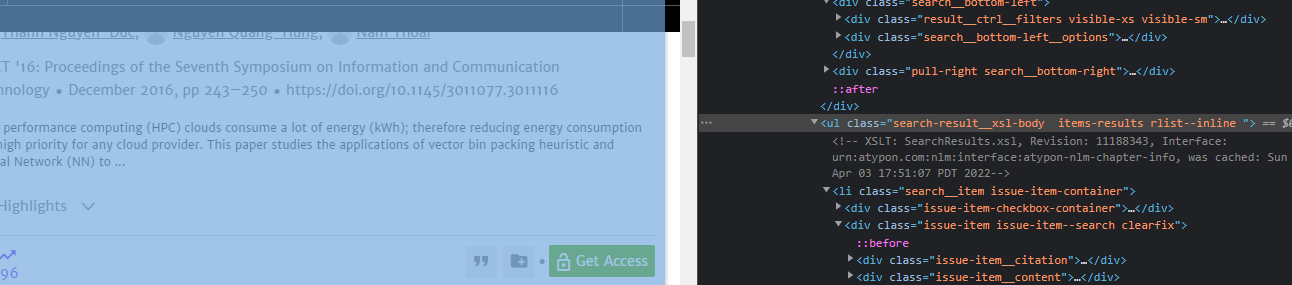 Thanh Nguyen- Duc, Nguyen Quang- Hung, Nam Thoai
CT '16: Proceedings of the Seventh Symposium on Information and Communication
hnology • December 2016, pp 243–250 • https://doi.org/10.1145/3011077.3011116
performance computing (HPC) clouds consume a lot of energy (kWh); therefore reducing energy consumption
high priority for any cloud provider. This paper studies the applications of vector bin packing heuristic and
al Network (NN) to ...
Highlights
96
Get Access
<div class="search__bottom-left">
<div class="result__ctrl__filters visible-xs visible-sm">…</div>
<div class="search__bottom-left__options">…</div>
</div>
<div class="pull-right search__bottom-right">…</div>
::after
</div>
<ul class="search-result__xsl-body  items-results rlist--inline "> == $0
<!-- XSLT: SearchResults.xsl, Revision: 11188343, Interface:
urn:atypon.com:nlm:interface:atypon-nlm-chapter-info, was cached: Sun
Apr 03 17:51:07 PDT 2022-->
<li class="search__item issue-item-container">
<div class="issue-item-checkbox-container">…</div>
<div class="issue-item issue-item--search clearfix">
::before
<div class="issue-item__citation">…</div>
<div class="issue-item__content">…</div>